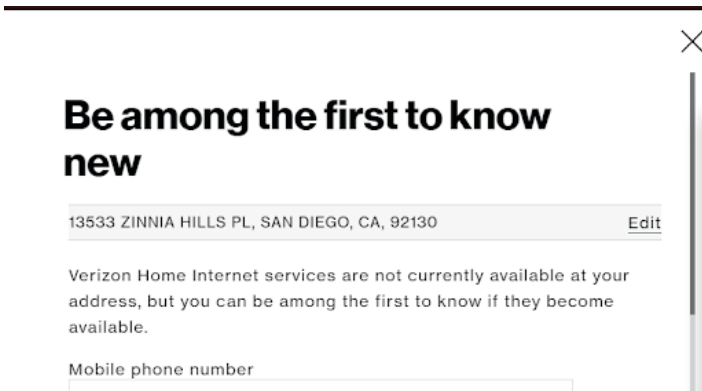 Be among the first to know
new
13533 ZINNIA HILLS PL, SAN DIEGO, CA, 92130 Edit
Verizon Home Internet services are not currently available at your
address, but you can be among the first to know if they become
available.
Mobile phone number